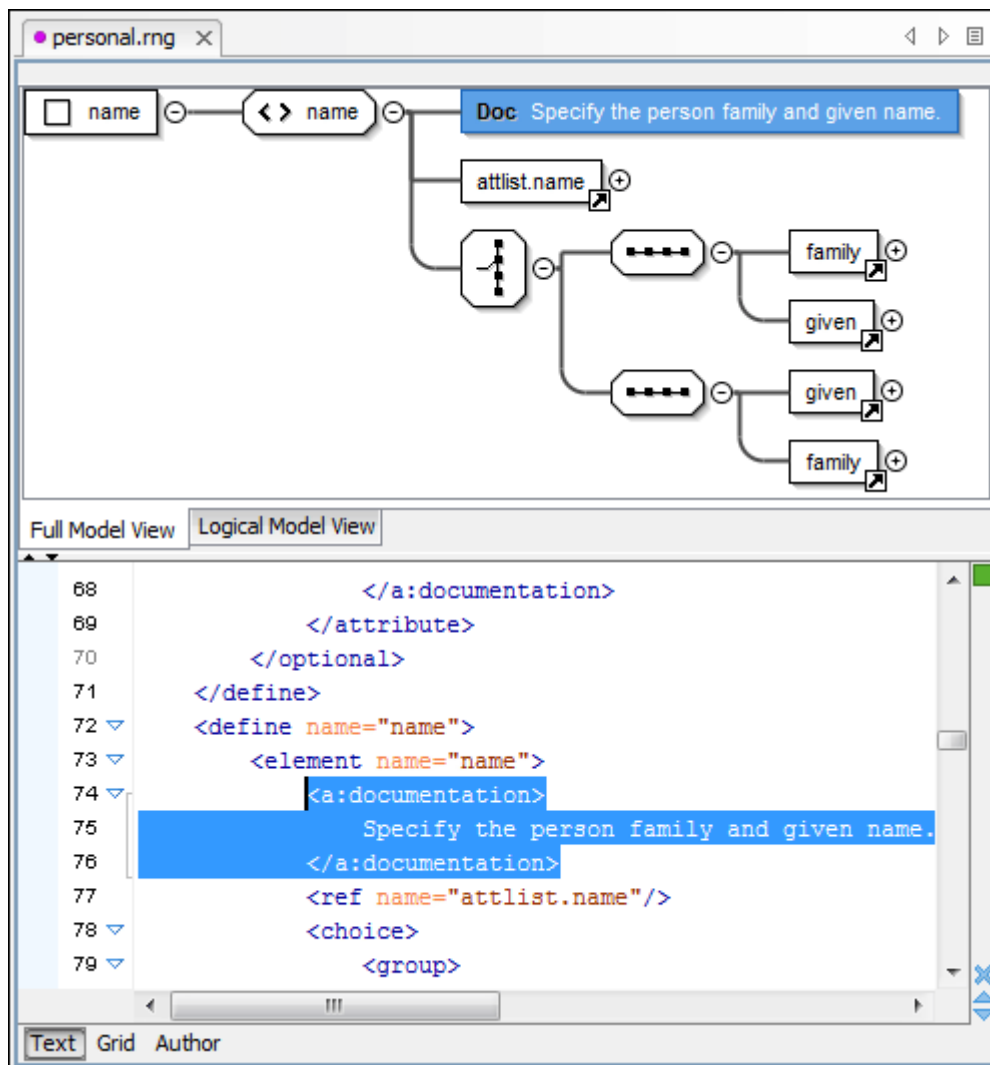 personal.rng
name name Doc Specify the person family and given name.
attlist.name
family
given
given
family
Full Model View Logical Model View
68 </a:documentation>
69 </attribute>
70 </optional>
71 </define>
72 <define name="name">
73 <element name="name">
74 <a:documentation>
75 Specify the person family and given name.
76 </a:documentation>
77 <ref name="attlist.name"/>
78 <choice>
79 <group>
Text Grid Author